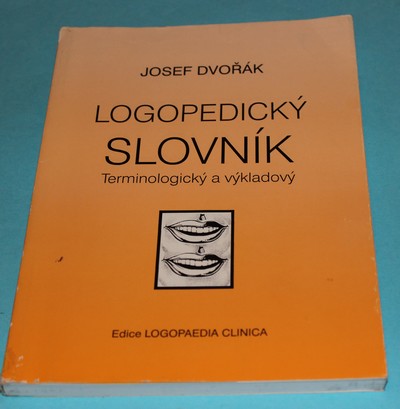 JOSEF DVOŘÁK
LOGOPEDICKÝ
SLOVNÍK
Terminologický a výkladový
Edice LOGOPAEDIA CLINICA